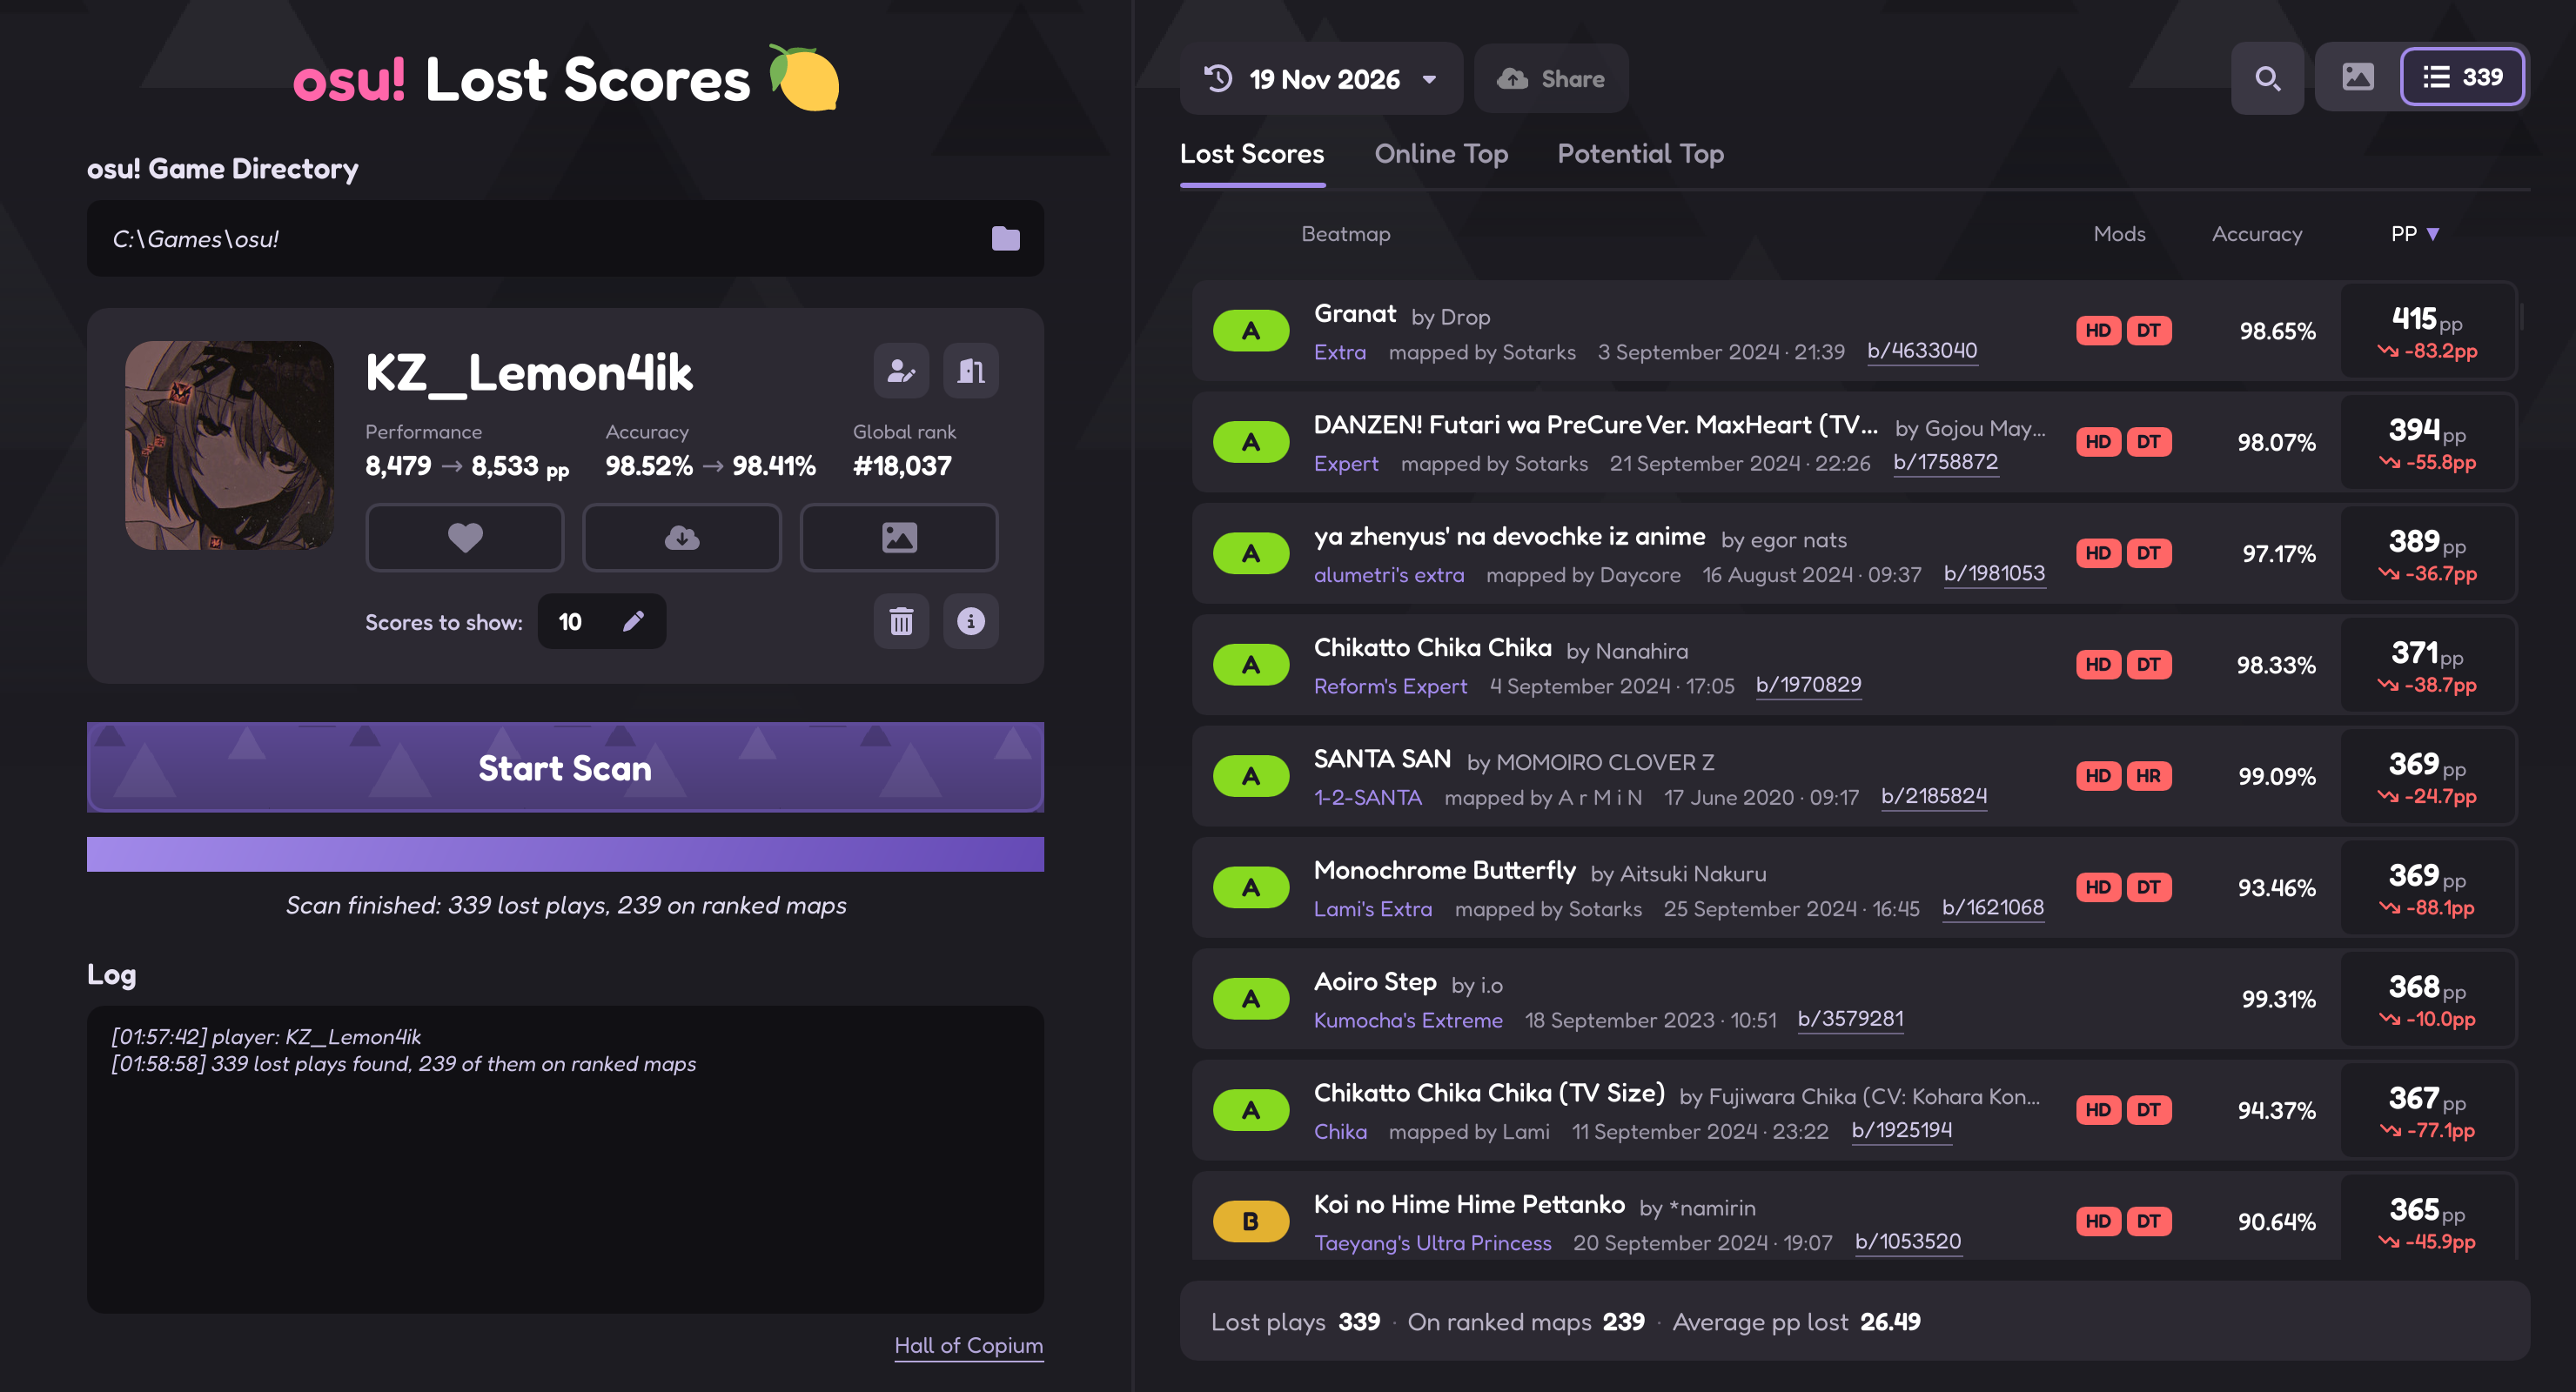 osu! Lost Scores
osu! Game Directory
C:\Games\osu!
KZ_Lemon4ik
Performance Accuracy Global rank
8,479 → 8,533 pp 98.52% → 98.41% #18,037
Scores to show: 10
Start Scan
Scan finished: 339 lost plays, 239 on ranked maps
Log
[01:57:42] player: KZ_Lemon4ik
[01:58:58] 339 lost plays found, 239 of them on ranked maps
Hall of Copium
19 Nov 2026 Share 339
Lost Scores Online Top Potential Top
Beatmap Mods Accuracy PP ▼
A Granat by Drop HD DT 98.65% 415pp
Extra mapped by Sotarks 3 September 2024 · 21:39 b/4633040 -83.2pp
A DANZEN! Futari wa PreCure Ver. MaxHeart (TV... by Gojou May... HD DT 98.07% 394pp
Expert mapped by Sotarks 21 September 2024 · 22:26 b/1758872 -55.8pp
A ya zhenyus' na devochke iz anime by egor nats HD DT 97.17% 389pp
alumetri's extra mapped by Daycore 16 August 2024 · 09:37 b/1981053 -36.7pp
A Chikatto Chika Chika by Nanahira HD DT 98.33% 371pp
Reform's Expert 4 September 2024 · 17:05 b/1970829 -38.7pp
A SANTA SAN by MOMOIRO CLOVER Z HD HR 99.09% 369pp
1-2-SANTA mapped by A r M i N 17 June 2020 · 09:17 b/2185824 -24.7pp
A Monochrome Butterfly by Aitsuki Nakuru HD DT 93.46% 369pp
Lami's Extra mapped by Sotarks 25 September 2024 · 16:45 b/1621068 -88.1pp
A Aoiro Step by i.o 99.31% 368pp
Kumocha's Extreme 18 September 2023 · 10:51 b/3579281 -10.0pp
A Chikatto Chika Chika (TV Size) by Fujiwara Chika (CV: Kohara Kon... HD DT 94.37% 367pp
Chika mapped by Lami 11 September 2024 · 23:22 b/1925194 -77.1pp
B Koi no Hime Hime Pettanko by *namirin HD DT 90.64% 365pp
Taeyang's Ultra Princess 20 September 2024 · 19:07 b/1053520 -45.9pp
Lost plays 339 · On ranked maps 239 · Average pp lost 26.49